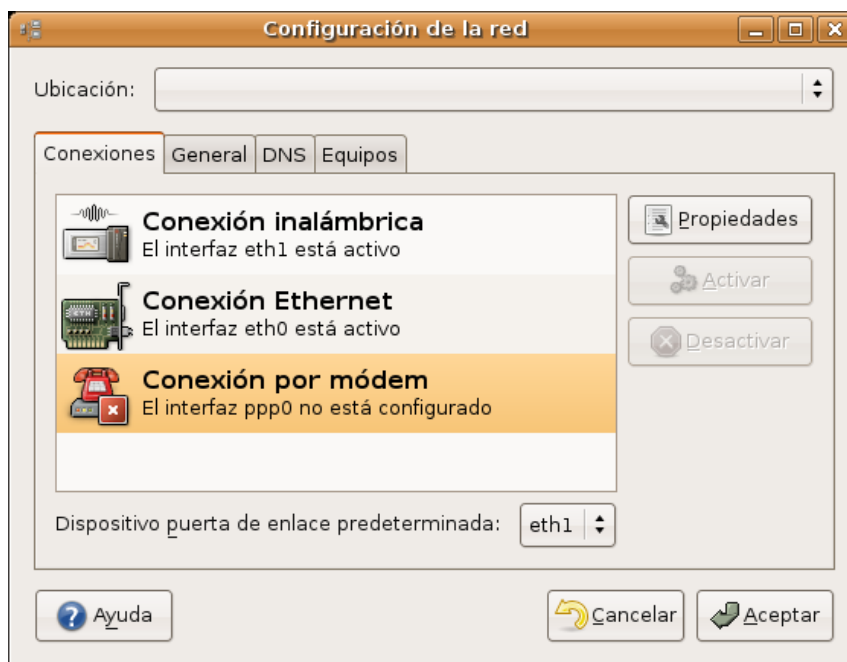 Configuración de la red
Ubicación:
Conexiones General DNS Equipos
Conexión inalámbrica
El interfaz eth1 está activo
Conexión Ethernet
El interfaz eth0 está activo
Conexión por módem
El interfaz ppp0 no está configurado
Propiedades
Activar
Desactivar
Dispositivo puerta de enlace predeterminada: eth1
Ayuda
Cancelar
Aceptar